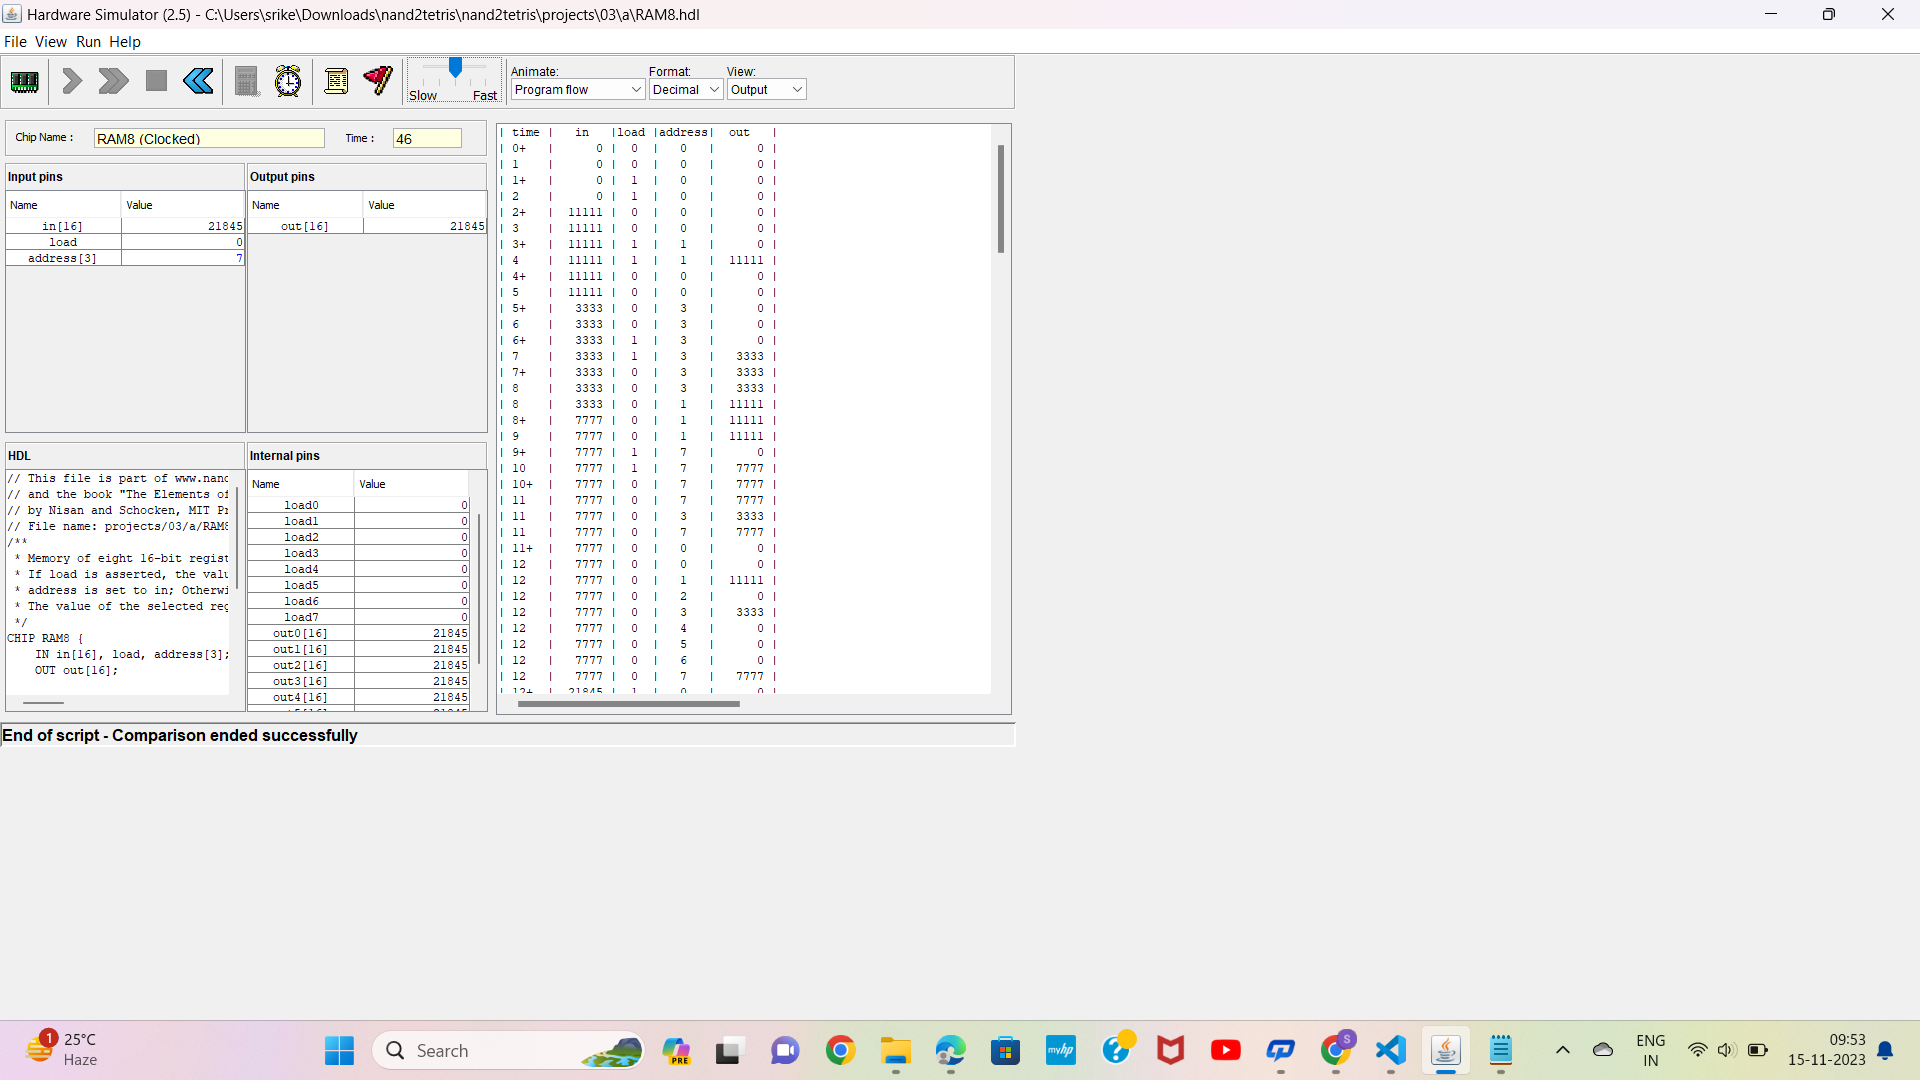 Hardware Simulator (2.5) - C:\Users\srike\Downloads\nand2tetris\nand2tetris\projects\03\a\RAM8.hdl
File View Run Help
Slow Fast
Animate: Format: View:
Program flow Decimal Output
Chip Name : RAM8 (Clocked) Time : 46
Input pins
Name Value
in[16] 21845
load 0
address[3] 7
Output pins
Name Value
out[16] 21845
HDL
// This file is part of www.nand
// and the book "The Elements of
// by Nisan and Schocken, MIT Pr
// File name: projects/03/a/RAM8
/**
* Memory of eight 16-bit regist
* If load is asserted, the valu
* address is set to in; Otherwi
* The value of the selected reg
*/
CHIP RAM8 {
IN in[16], load, address[3];
OUT out[16];
Internal pins
Name Value
load0 0
load1 0
load2 0
load3 0
load4 0
load5 0
load6 0
load7 0
out0[16] 21845
out1[16] 21845
out2[16] 21845
out3[16] 21845
out4[16] 21845
| time | in |load |address| out |
| 0+ | 0 | 0 | 0 | 0 |
| 1 | 0 | 0 | 0 | 0 |
| 1+ | 0 | 1 | 0 | 0 |
| 2 | 0 | 1 | 0 | 0 |
| 2+ | 11111 | 0 | 0 | 0 |
| 3 | 11111 | 0 | 0 | 0 |
| 3+ | 11111 | 1 | 1 | 0 |
| 4 | 11111 | 1 | 1 | 11111 |
| 4+ | 11111 | 0 | 0 | 0 |
| 5 | 11111 | 0 | 0 | 0 |
| 5+ | 3333 | 0 | 3 | 0 |
| 6 | 3333 | 0 | 3 | 0 |
| 6+ | 3333 | 1 | 3 | 0 |
| 7 | 3333 | 1 | 3 | 3333 |
| 7+ | 3333 | 0 | 3 | 3333 |
| 8 | 3333 | 0 | 3 | 3333 |
| 8 | 3333 | 0 | 1 | 11111 |
| 8+ | 7777 | 0 | 1 | 11111 |
| 9 | 7777 | 0 | 1 | 11111 |
| 9+ | 7777 | 1 | 7 | 0 |
| 10 | 7777 | 1 | 7 | 7777 |
| 10+ | 7777 | 0 | 7 | 7777 |
| 11 | 7777 | 0 | 7 | 7777 |
| 11 | 7777 | 0 | 3 | 3333 |
| 11 | 7777 | 0 | 7 | 7777 |
| 11+ | 7777 | 0 | 0 | 0 |
| 12 | 7777 | 0 | 0 | 0 |
| 12 | 7777 | 0 | 1 | 11111 |
| 12 | 7777 | 0 | 2 | 0 |
| 12 | 7777 | 0 | 3 | 3333 |
| 12 | 7777 | 0 | 4 | 0 |
| 12 | 7777 | 0 | 5 | 0 |
| 12 | 7777 | 0 | 6 | 0 |
| 12 | 7777 | 0 | 7 | 7777 |
| 12+ | 21845 | 1 | 0 | 0 |
End of script - Comparison ended successfully
1
25°C
Haze
Search
PRE
myhp
S
ENG
IN
09:53
15-11-2023